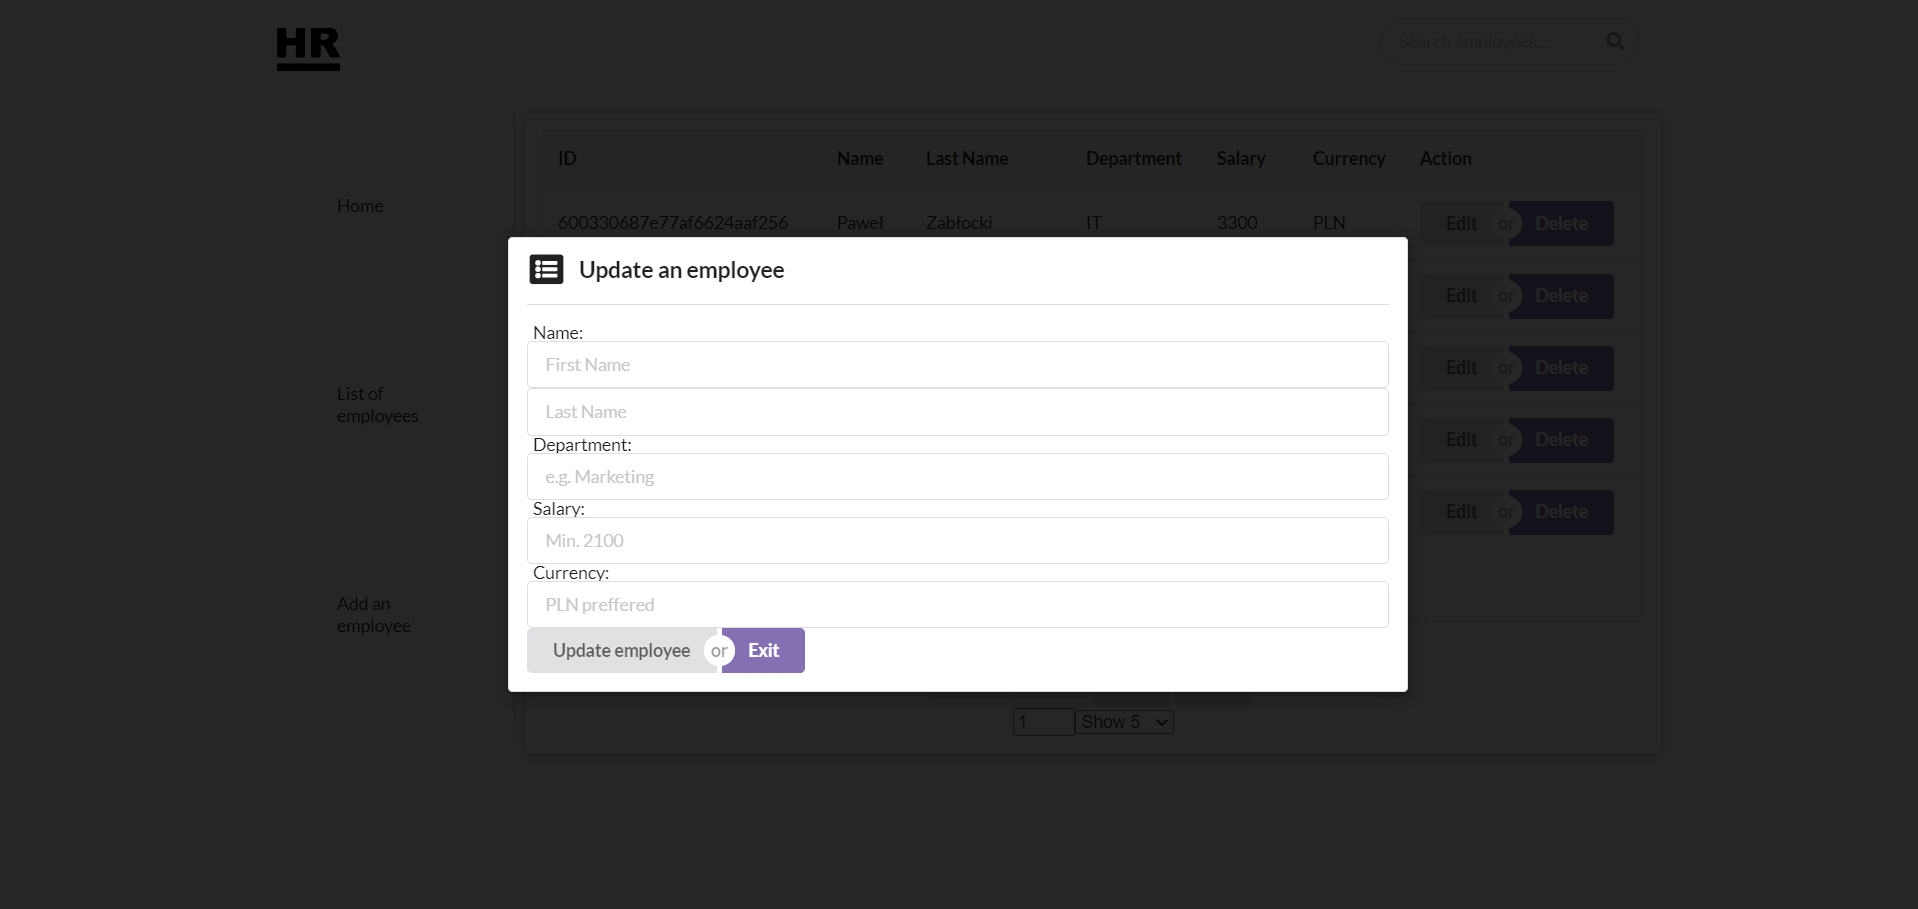 HR
Search employees...
ID Name Last Name Department Salary Currency Action
Home
600330687e77af6624aaf256 Paweł Zabłocki IT 3300 PLN Edit or Delete
Update an employee
Edit or Delete
Name:
First Name
Edit or Delete
List of
employees
Last Name
Department:
Edit or Delete
e.g. Marketing
Salary:
Edit or Delete
Min. 2100
Currency:
PLN preffered
Add an
employee
Update employee or Exit
1 Show 5